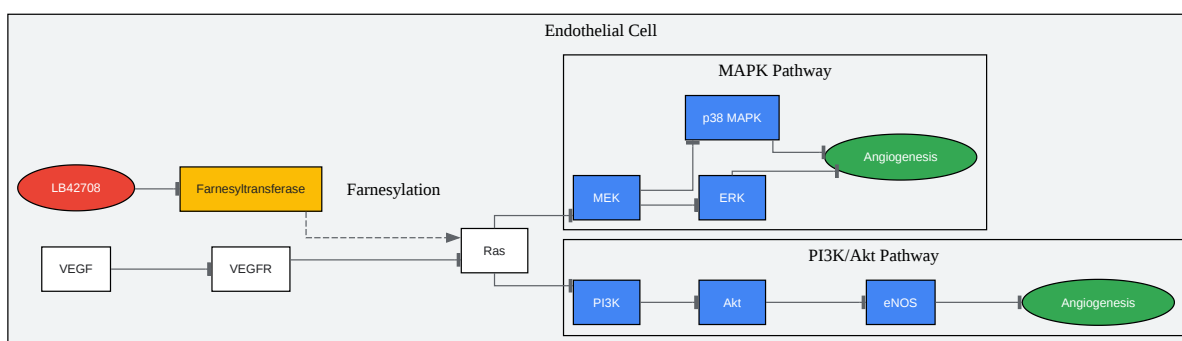 Endothelial Cell
MAPK Pathway
p38 MAPK
Angiogenesis
LB42708
Farnesyltransferase
Farnesylation
MEK
ERK
Ras
VEGF
VEGFR
PI3K/Akt Pathway
PI3K
Akt
eNOS
Angiogenesis